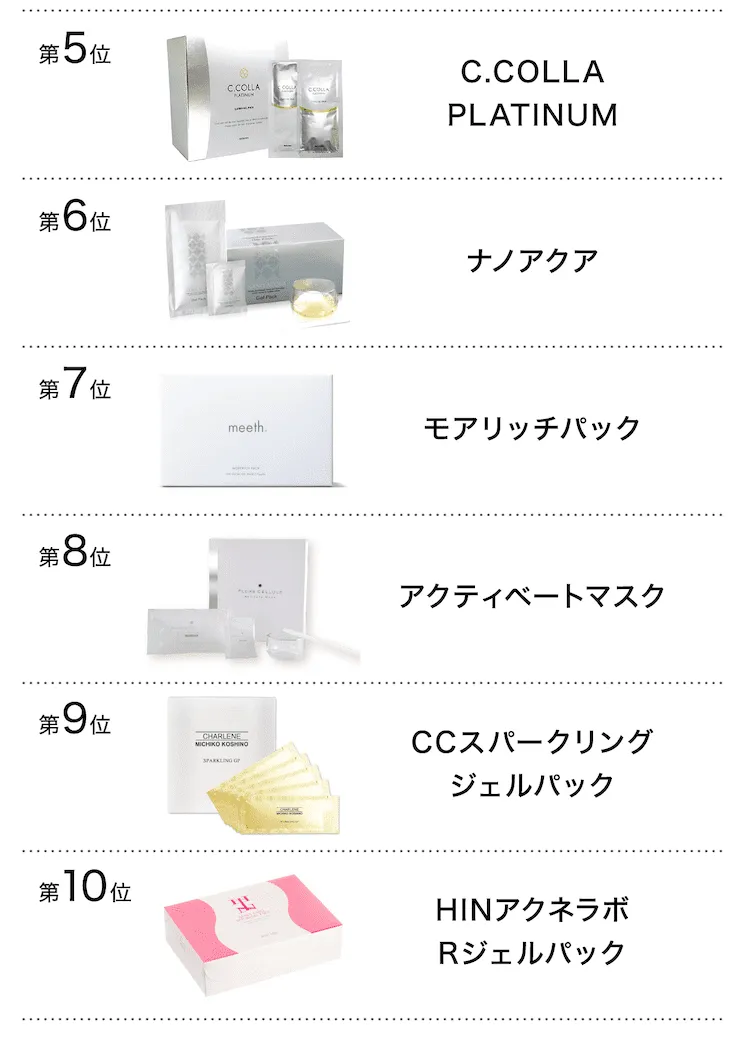 第5位
C.COLLA
PLATINUM
C.COLLA
PLATINUM
第6位
ナノアクア
Gel Pack
第7位
モアリッチパック
meeth
第8位
アクティベートマスク
第9位
CCスパークリング
ジェルパック
CHARLENE
MICHIKO KOSHINO
SPARKLING GP
CHARLENE
MICHIKO KOSHINO
第10位
HINアクネラボ
Rジェルパック